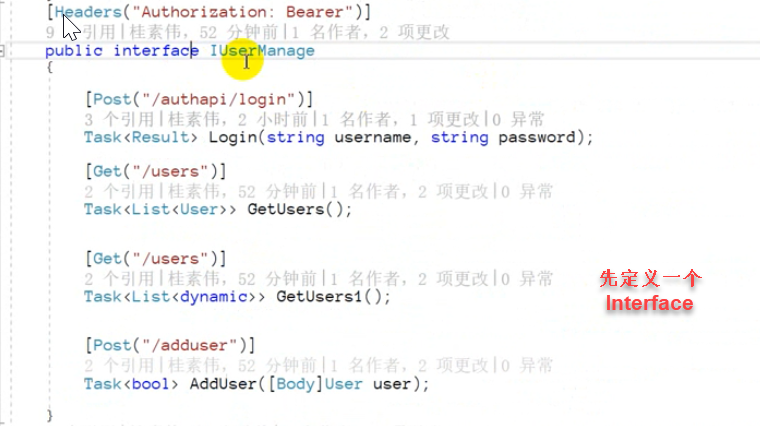 [Headers("Authorization: Bearer")]
9 引用|桂素伟，52 分钟前|1 名作者，2 项更改
public interface IUserManage
{
[Post("/authapi/login")]
3 个引用|桂素伟，2 小时前|1 名作者，1 项更改|0 异常
Task<Result> Login(string username, string password);
[Get("/users")]
2 个引用|桂素伟，52 分钟前|1 名作者，2 项更改|0 异常
Task<List<User>> GetUsers();
[Get("/users")]
2 个引用|桂素伟，52 分钟前|1 名作者，2 项更改|0 异常
Task<List<dynamic>> GetUsers1();
先定义一个
Interface
[Post("/adduser")]
2 个引用|桂素伟，52 分钟前|1 名作者，2 项更改|0 异常
Task<bool> AddUser([Body]User user);
}